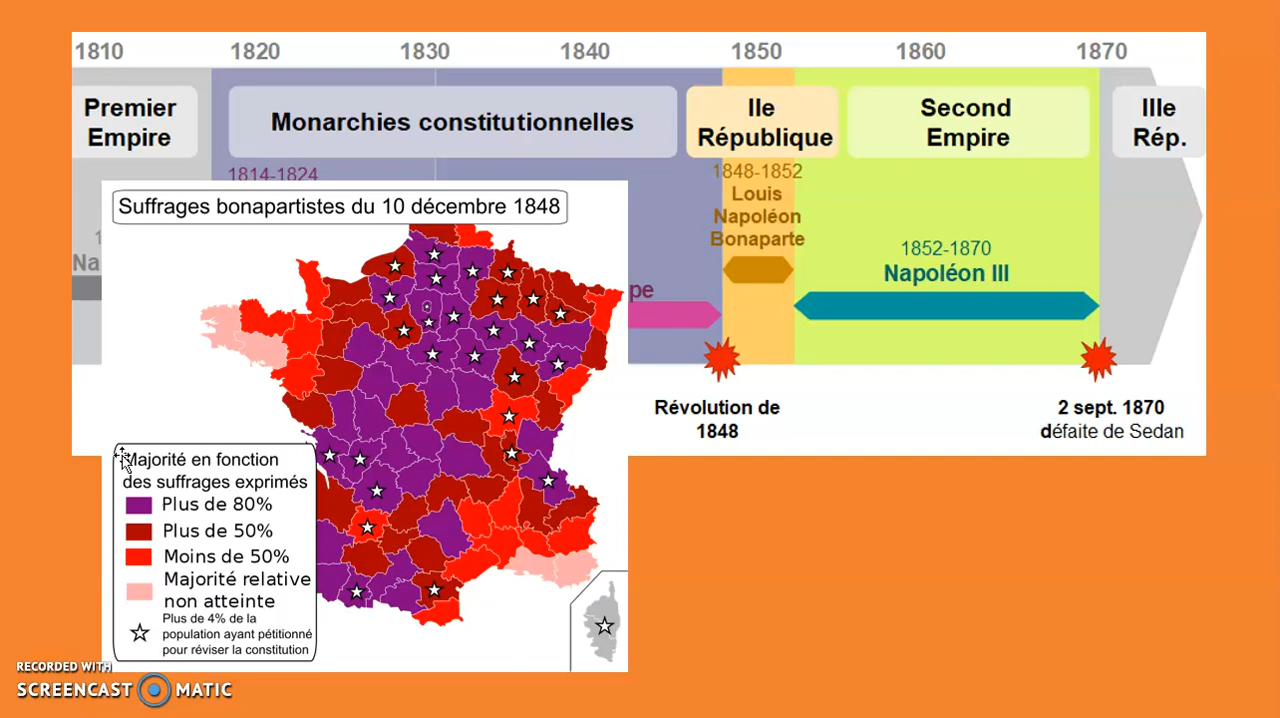 1810 1820 1830 1840 1850 1860 1870
Premier
Empire
Monarchies constitutionnelles
IIe
République
Second
Empire
IIIe
Rép.
1814-1824
1848-1852
Louis
Napoléon
Bonaparte
1852-1870
Napoléon III
Révolution de
1848
2 sept. 1870
défaite de Sedan
Suffrages bonapartistes du 10 décembre 1848
Majorité en fonction
des suffrages exprimés
Plus de 80%
Plus de 50%
Moins de 50%
Majorité relative
non atteinte
Plus de 4% de la
population ayant pétitionné
pour réviser la constitution
RECORDED WITH
SCREENCAST MATIC